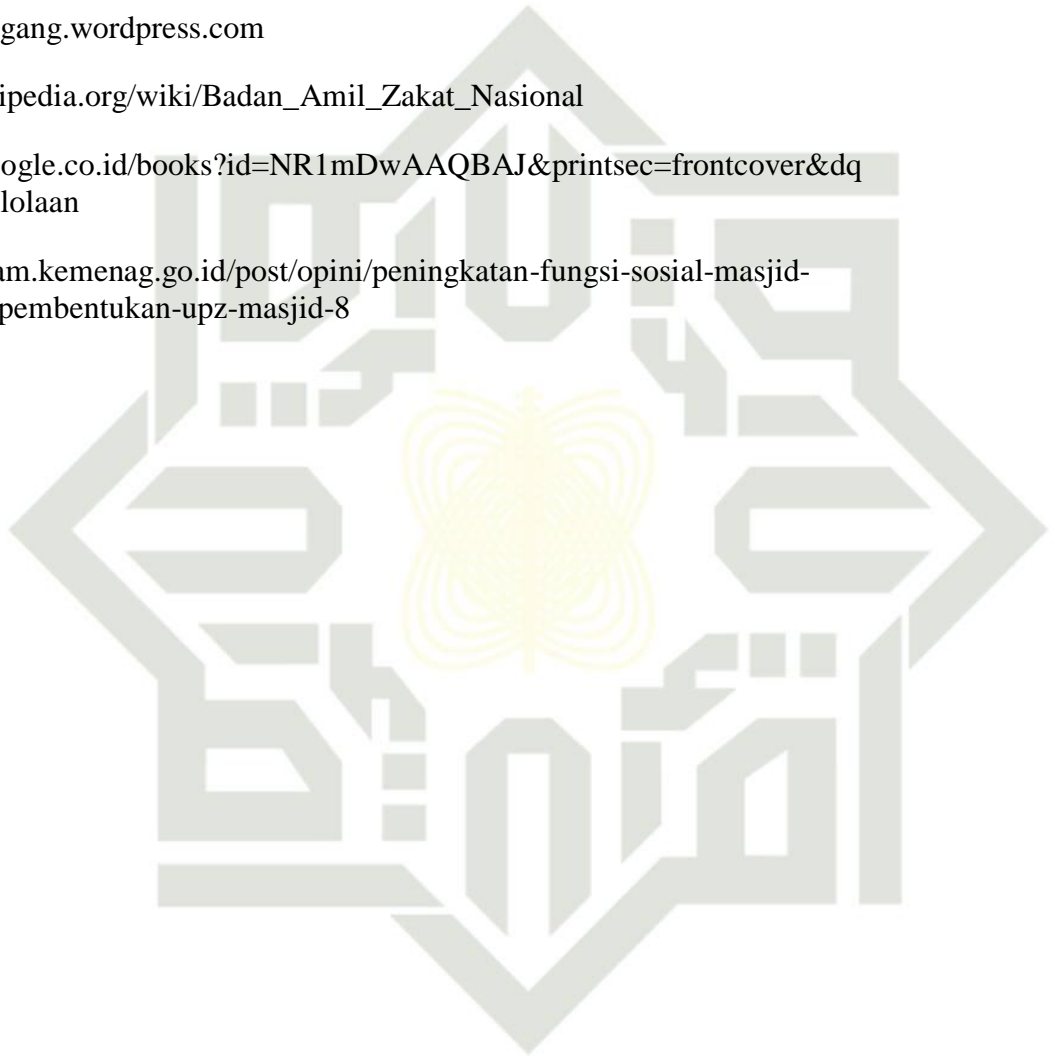 gang.wordpress.com
ipedia.org/wiki/Badan_Amil_Zakat_Nasional
ogle.co.id/books?id=NR1mDwAAQBAJ&printsec=frontcover&dq
lolaan
am.kemenag.go.id/post/opini/peningkatan-fungsi-sosial-masjid-
pembentukan-upz-masjid-8